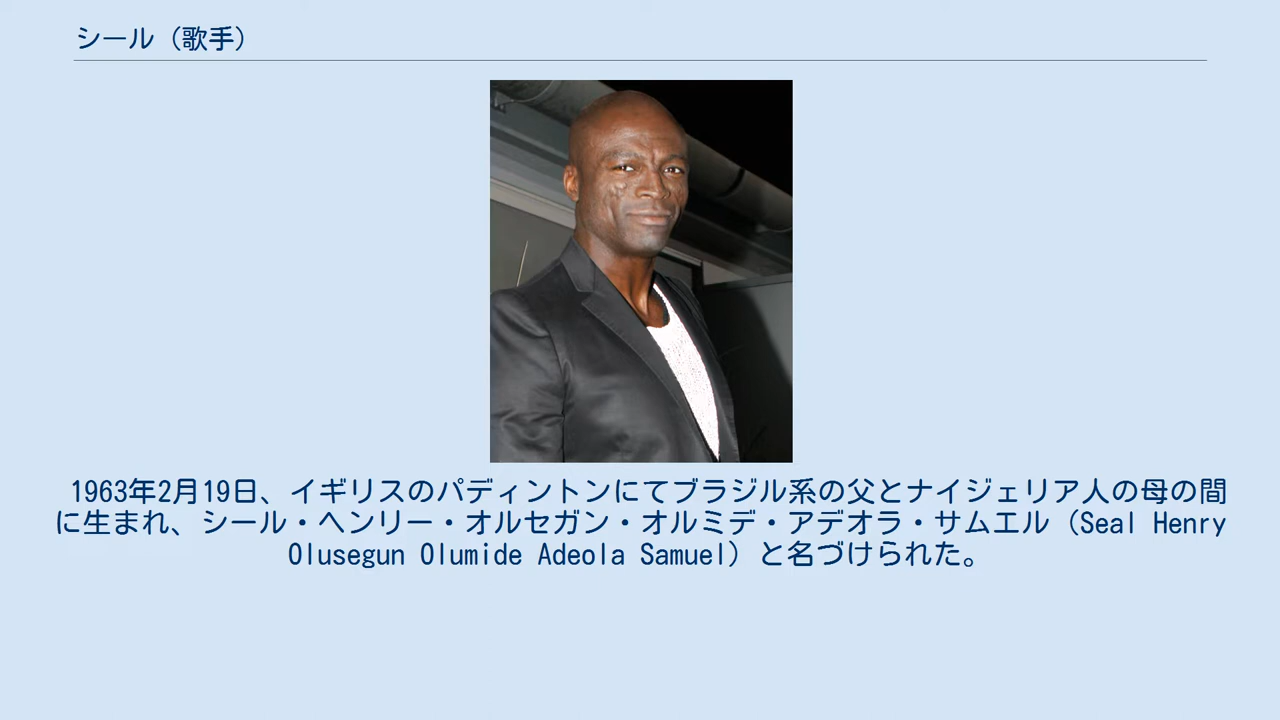 シール（歌手）
1963年2月19日、イギリスのパディントンにてブラジル系の父とナイジェリア人の母の間
に生まれ、シール・ヘンリー・オルセガン・オルミデ・アデオラ・サムエル（Seal Henry
Olusegun Olumide Adeola Samuel）と名づけられた。